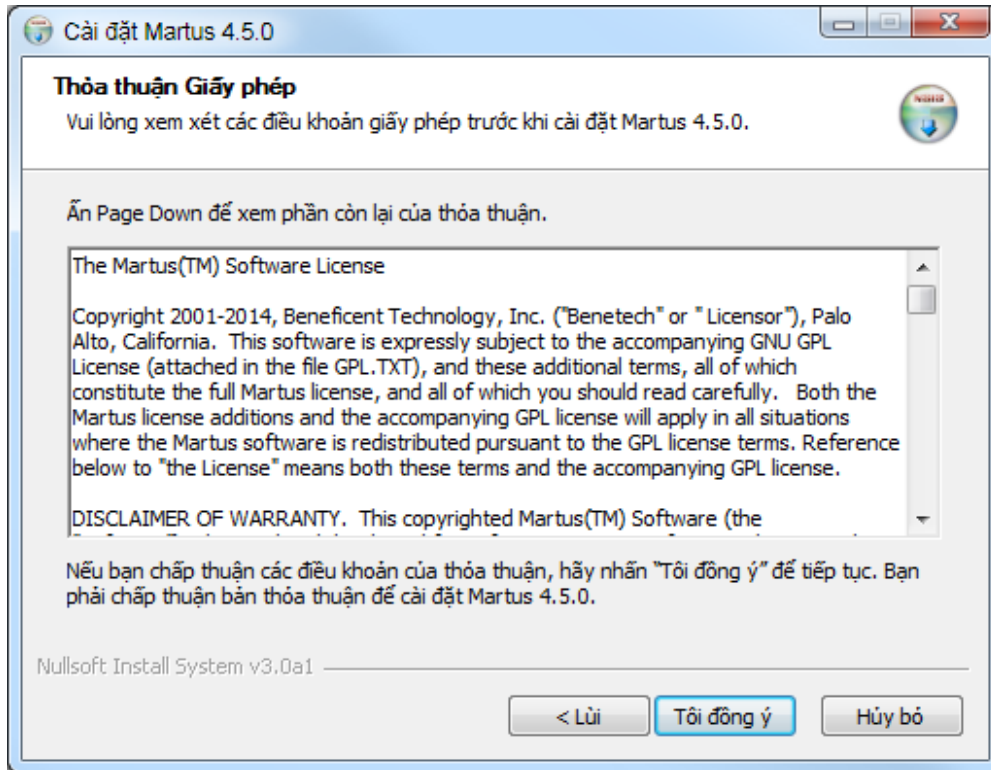 Cài đặt Martus 4.5.0
Thỏa thuận Giấy phép
Vui lòng xem xét các điều khoản giấy phép trước khi cài đặt Martus 4.5.0.
NSIS
Ấn Page Down để xem phần còn lại của thỏa thuận.
The Martus(TM) Software License
Copyright 2001-2014, Beneficent Technology, Inc. ("Benetech" or " Licensor"), Palo
Alto, California.  This software is expressly subject to the accompanying GNU GPL
License (attached in the file GPL.TXT), and these additional terms, all of which
constitute the full Martus license, and all of which you should read carefully.   Both the
Martus license additions and the accompanying GPL license will apply in all situations
where the Martus software is redistributed pursuant to the GPL license terms. Reference
below to "the License" means both these terms and the accompanying GPL license.
DISCLAIMER OF WARRANTY.  This copyrighted Martus(TM) Software (the
Nếu bạn chấp thuận các điều khoản của thỏa thuận, hãy nhấn “Tôi đồng ý” để tiếp tục. Bạn
phải chấp thuận bản thỏa thuận để cài đặt Martus 4.5.0.
Nullsoft Install System v3.0a1
< Lùi
Tôi đồng ý
Hủy bỏ